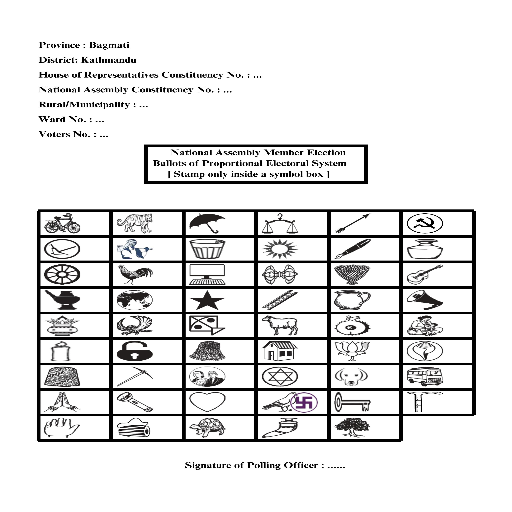 Province : Bagmati
District: Kathmandu
House of Representatives Constituency No. : ...
National Assembly Constituency No. : ...
Rural/Municipality : ...
Ward No. : ...
Voters No. : ...
National Assembly Member Election
Ballots of Proportional Electoral System
[ Stamp only inside a symbol box ]
Signature of Polling Officer : ......